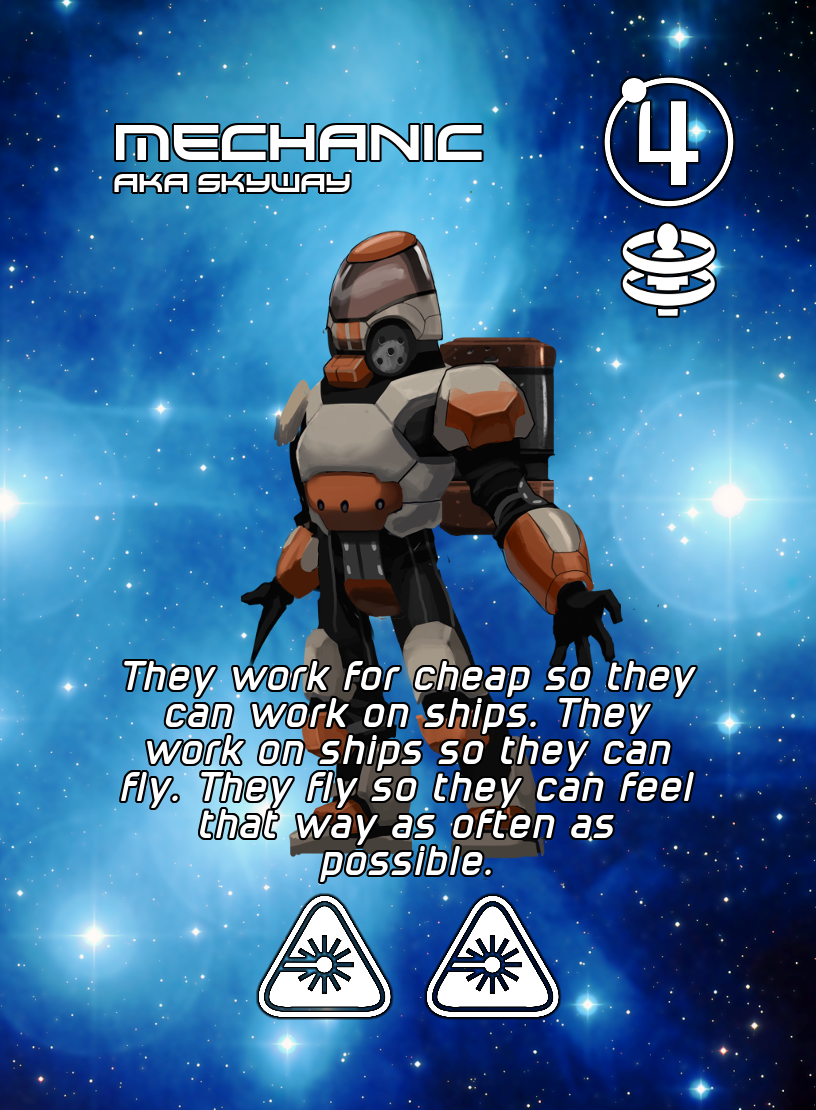 MECHANIC
4
AKA SKYWAY
They work for cheap so they
can work on ships. They
work on ships so they can
fly. They fly so they can feel
that way as often as
possible.